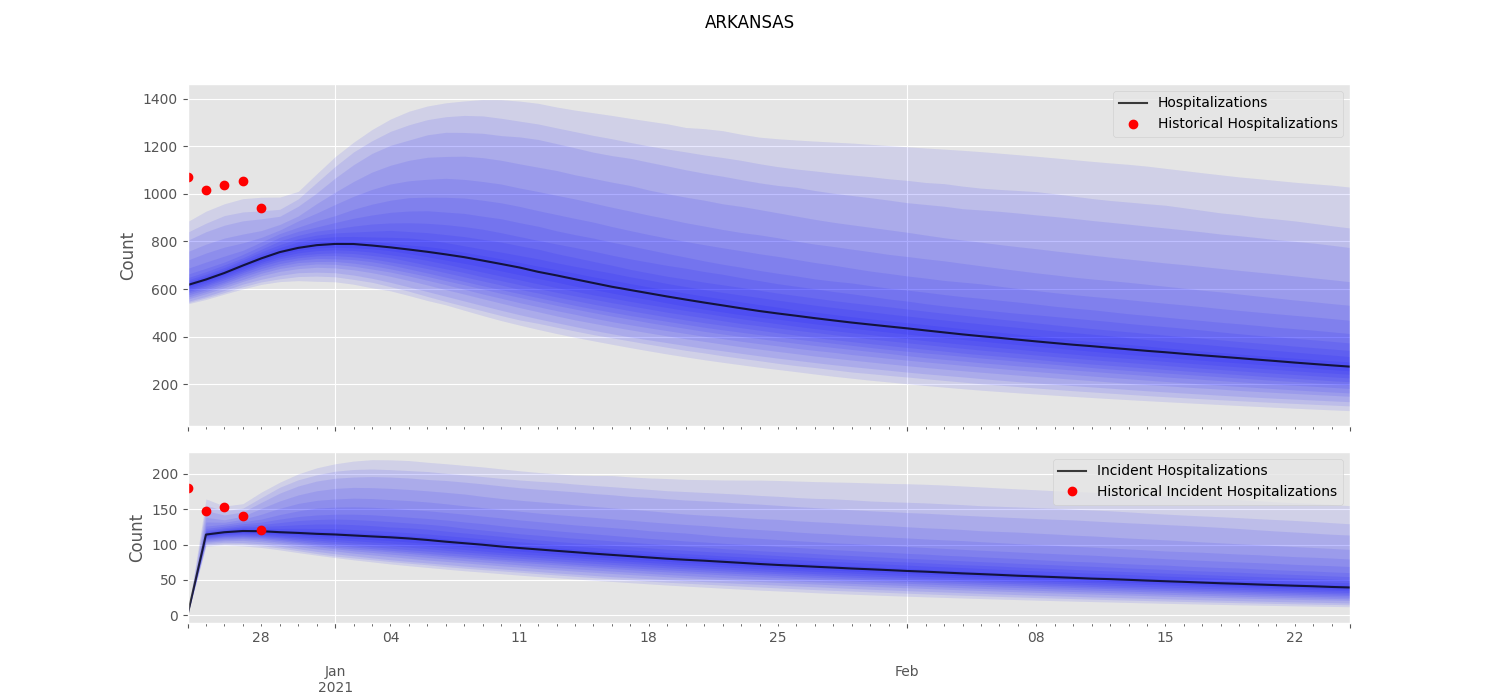 ARKANSAS
Count
1400
1200
1000
800
600
400
200
Hospitalizations
Historical Hospitalizations
Count
200
150
100
50
0
Incident Hospitalizations
Historical Incident Hospitalizations
28 04 11 18 25 08 15 22
Jan Feb
2021